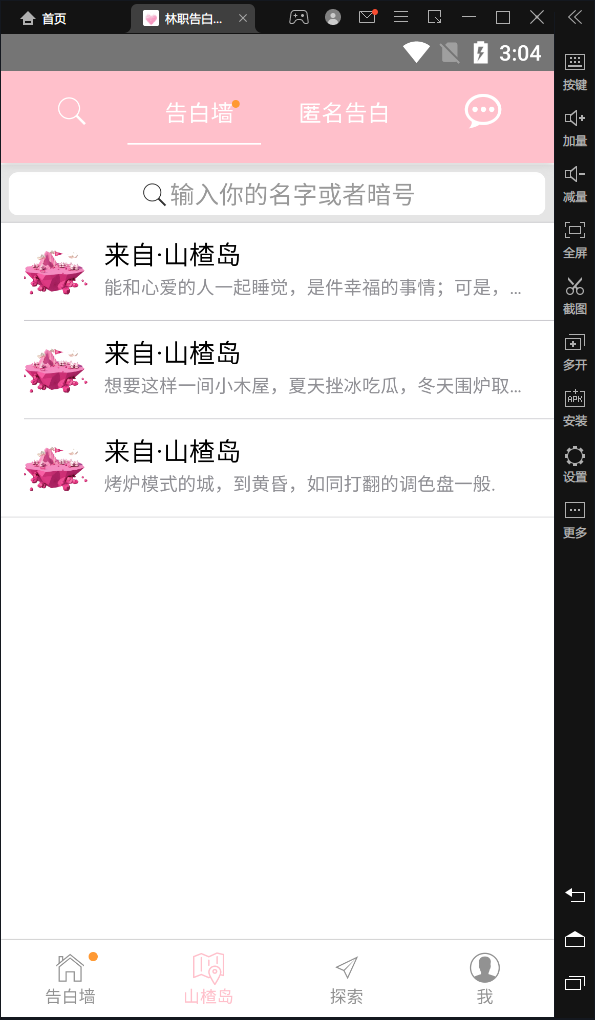 首页
林职告白...
3:04
告白墙
匿名告白
输入你的名字或者暗号
来自·山楂岛
能和心爱的人一起睡觉，是件幸福的事情；可是，...
来自·山楂岛
想要这样一间小木屋，夏天挫冰吃瓜，冬天围炉取...
来自·山楂岛
烤炉模式的城，到黄昏，如同打翻的调色盘一般.
告白墙
山楂岛
探索
我
按键
加量
减量
全屏
截图
多开
APK
安装
设置
更多